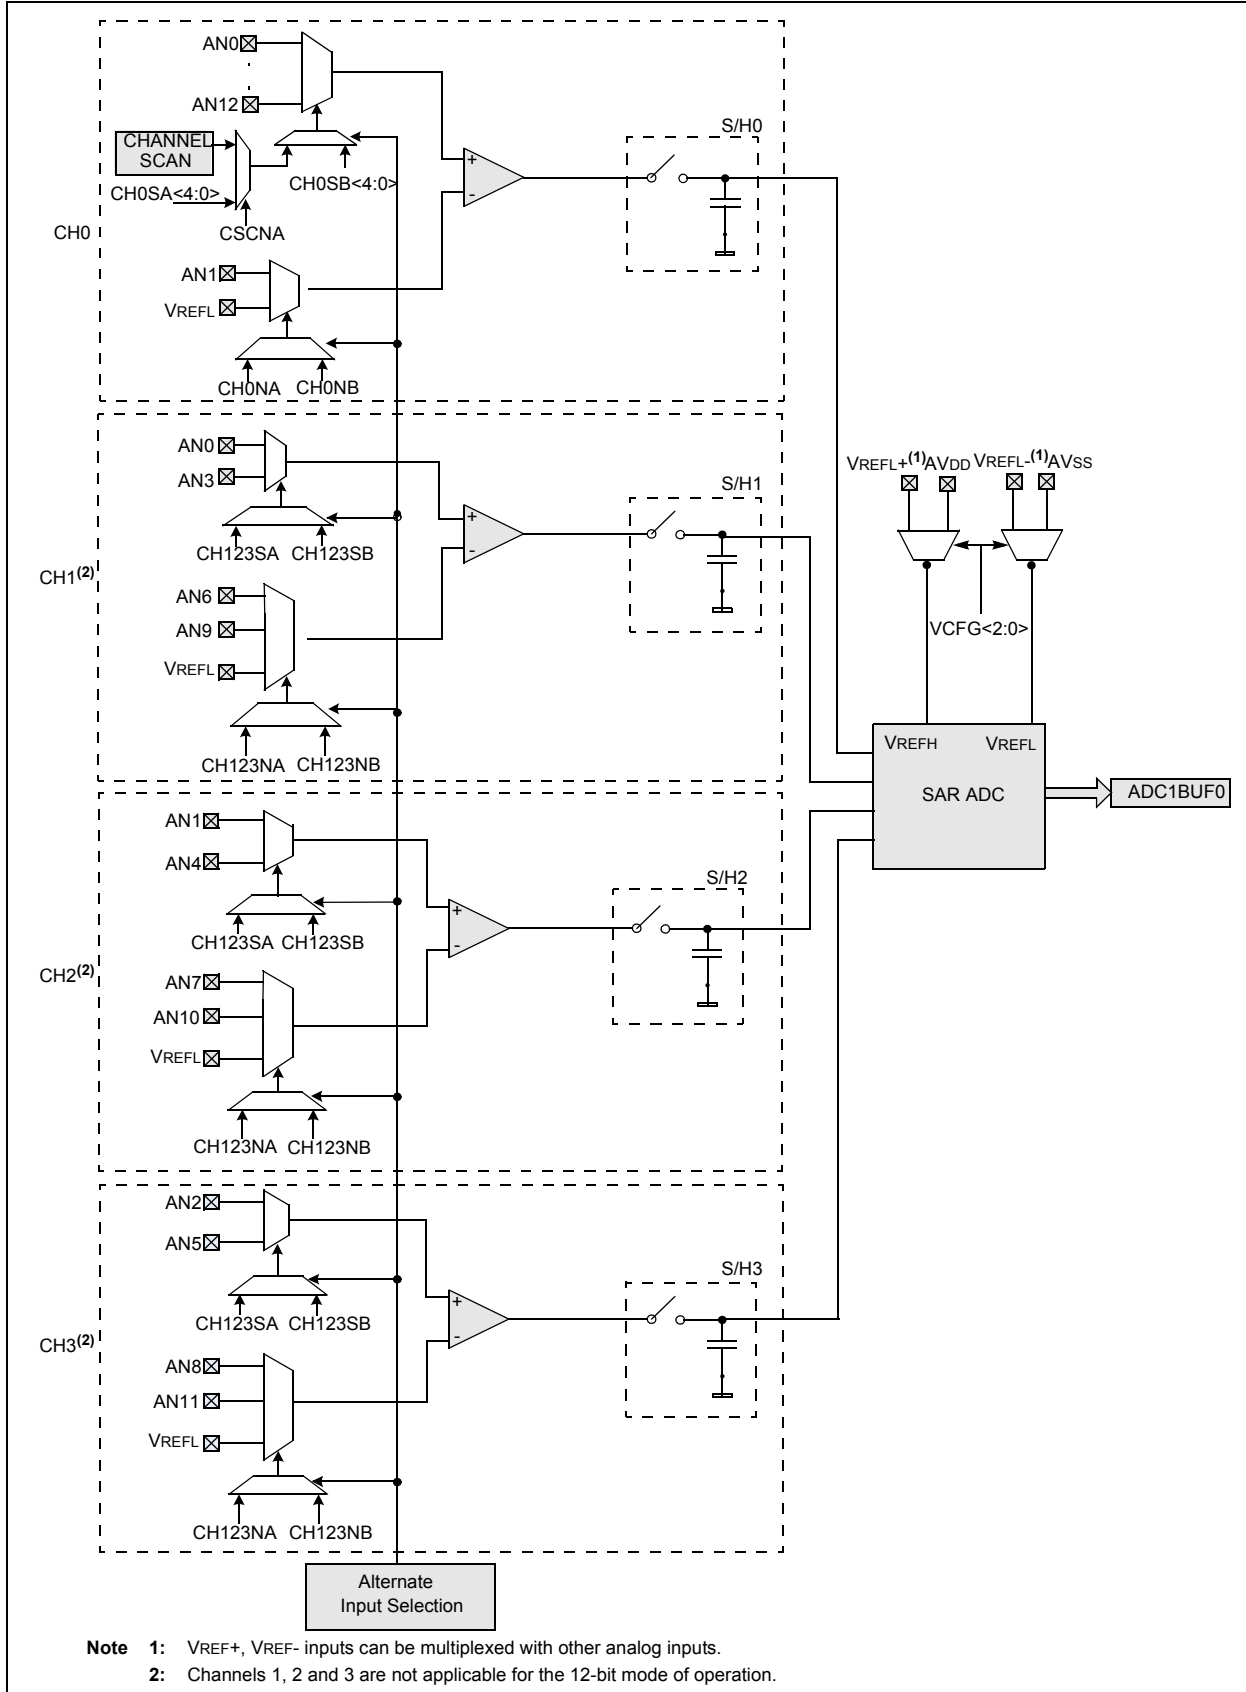 AN0
AN12
CHANNEL
SCAN
CH0SA<4:0>
CH0SB<4:0>
CSCNA
CH0
AN1
VREFL
CH0NA CH0NB
+
-
S/H0
AN0
AN3
CH123SA CH123SB
CH1(2)
AN6
AN9
VREFL
CH123NA CH123NB
+
-
S/H1
VREFL+(1) AVDD VREFL-(1) AVSS
VCFG<2:0>
VREFH VREFL
SAR ADC
ADC1BUF0
AN1
AN4
CH123SA CH123SB
CH2(2)
AN7
AN10
VREFL
CH123NA CH123NB
+
-
S/H2
AN2
AN5
CH123SA CH123SB
CH3(2)
AN8
AN11
VREFL
CH123NA CH123NB
+
-
S/H3
Alternate
Input Selection
Note 1: VREF+, VREF- inputs can be multiplexed with other analog inputs.
2: Channels 1, 2 and 3 are not applicable for the 12-bit mode of operation.